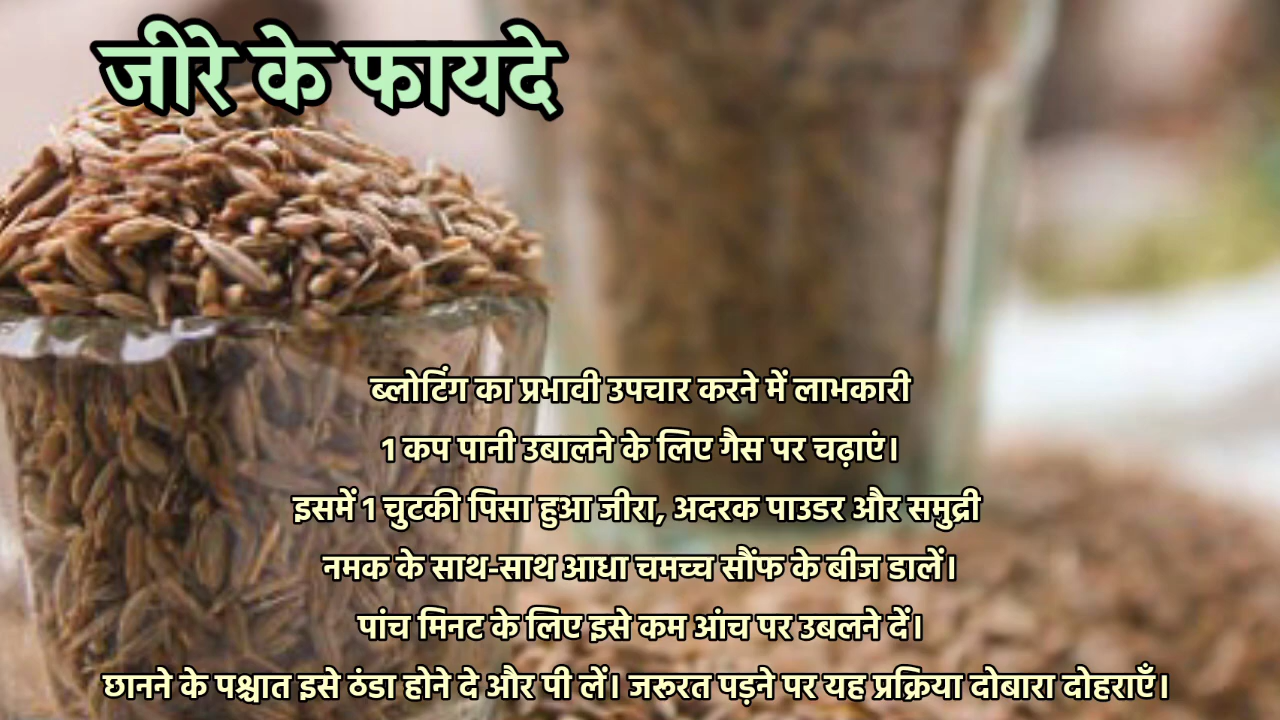 जीरे के फायदे
ब्लोटिंग का प्रभावी उपचार करने में लाभकारी
1 कप पानी उबालने के लिए गैस पर चढ़ाएं।
इसमें 1 चुटकी पिसा हुआ जीरा, अदरक पाउडर और समुद्री
नमक के साथ-साथ आधा चमच्च सौंफ के बीज डालें।
पांच मिनट के लिए इसे कम आंच पर उबलने दें।
छानने के पश्चात इसे ठंडा होने दे और पी लें। जरूरत पड़ने पर यह प्रक्रिया दोबारा दोहराएँ।